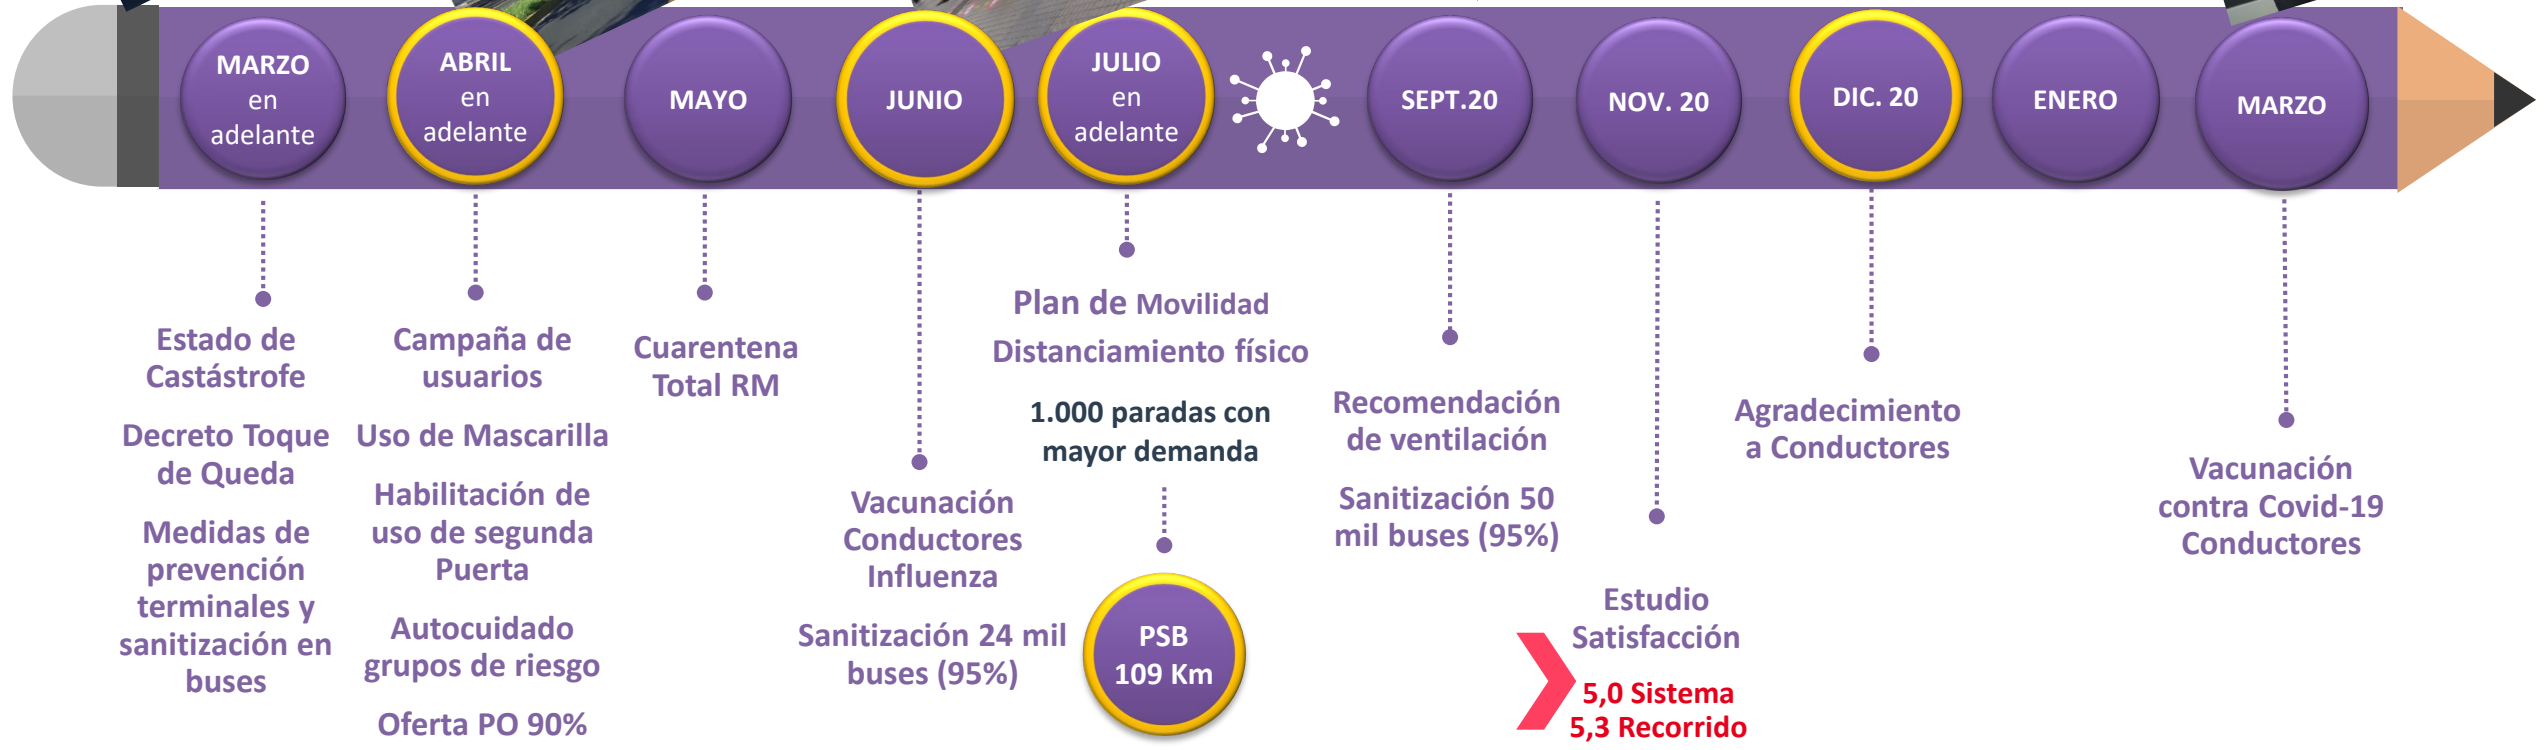 MARZO
en
adelante
ABRIL
en
adelante
MAYO
JUNIO
JULIO
en
adelante
SEPT.20
NOV. 20
DIC. 20
ENERO
MARZO
Estado de
Castástrofe
Decreto Toque
de Queda
Medidas de
prevención
terminales y
sanitización en
buses
Campaña de
usuarios
Uso de Mascarilla
Habilitación de
uso de segunda
Puerta
Autocuidado
grupos de riesgo
Oferta PO 90%
Cuarentena
Total RM
Vacunación
Conductores
Influenza
Sanitización 24 mil
buses (95%)
Plan de Movilidad
Distanciamiento físico
1.000 paradas con
mayor demanda
PSB
109 Km
Recomendación
de ventilación
Sanitización 50
mil buses (95%)
Estudio
Satisfacción
5,0 Sistema
5,3 Recorrido
Agradecimiento
a Conductores
Vacunación
contra Covid-19
Conductores